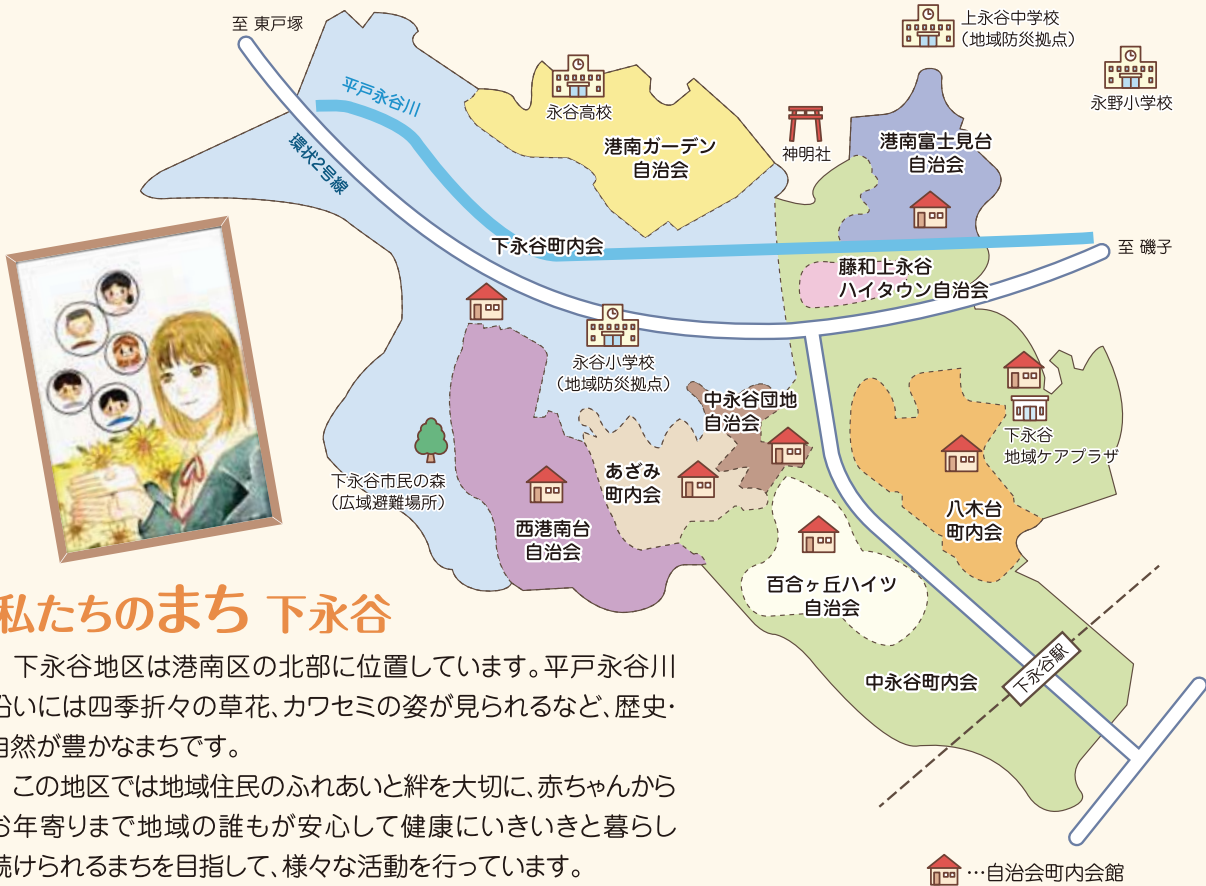 至 東戸塚
上永谷中学校
（地域防災拠点）
永野小学校
平戸永谷川
永谷高校
環状2号線
港南ガーデン
自治会
神明社
港南富士見台
自治会
下永谷町内会
至 磯子
藤和上永谷
ハイタウン自治会
永谷小学校
（地域防災拠点）
中永谷団地
自治会
下永谷
地域ケアプラザ
下永谷市民の森
（広域避難場所）
あざみ
町内会
西港南台
自治会
八木台
町内会
百合ヶ丘ハイツ
自治会
中永谷町内会
下永谷駅
私たちのまち 下永谷
下永谷地区は港南区の北部に位置しています。平戸永谷川
沿いには四季折々の草花、カワセミの姿が見られるなど、歴史・
自然が豊かなまちです。
この地区では地域住民のふれあいと絆を大切に、赤ちゃんから
お年寄りまで地域の誰もが安心して健康にいきいきと暮らし
続けられるまちを目指して、様々な活動を行っています。
…自治会町内会館